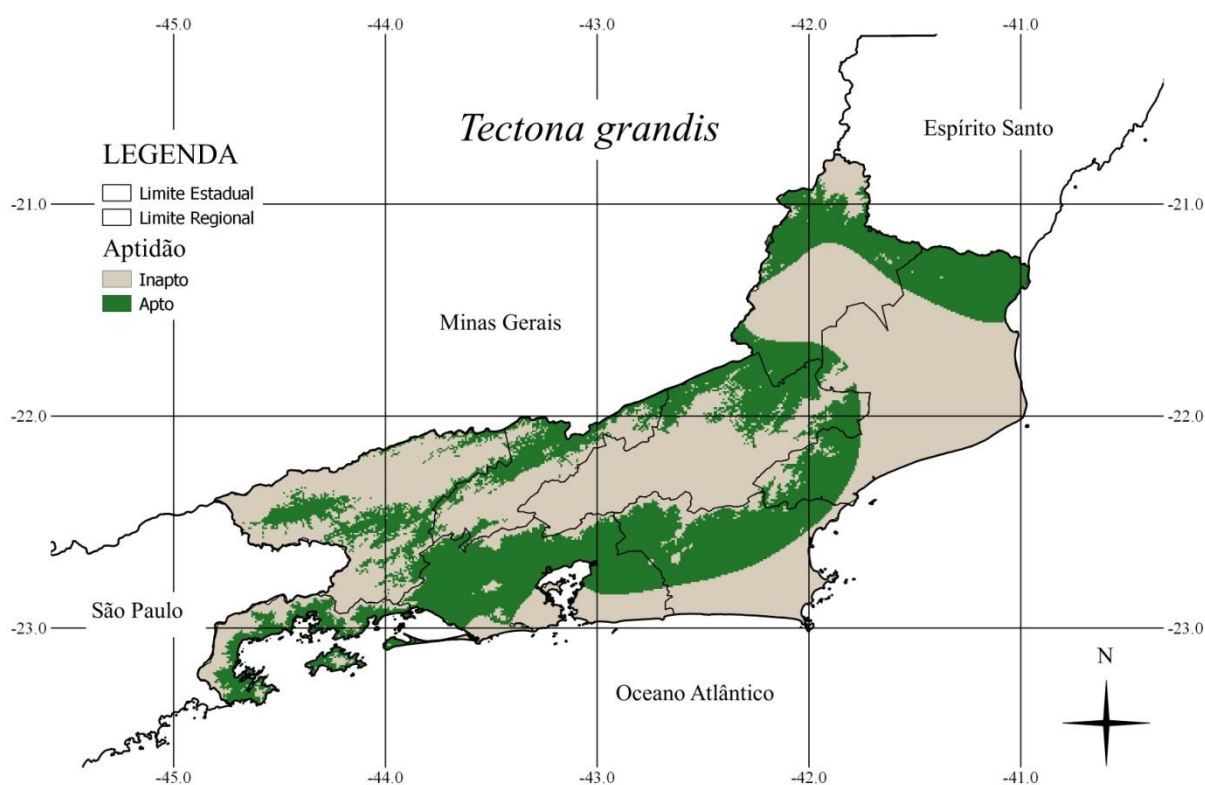 -45.0 -44.0 -43.0 -42.0 -41.0
Tectona grandis
Espírito Santo
LEGENDA
Limite Estadual
-21.0 -21.0
Limite Regional
Aptidão
Inapto
Apto
Minas Gerais
-22.0 -22.0
São Paulo
-23.0 -23.0
N
Oceano Atlântico
-45.0 -44.0 -43.0 -42.0 -41.0